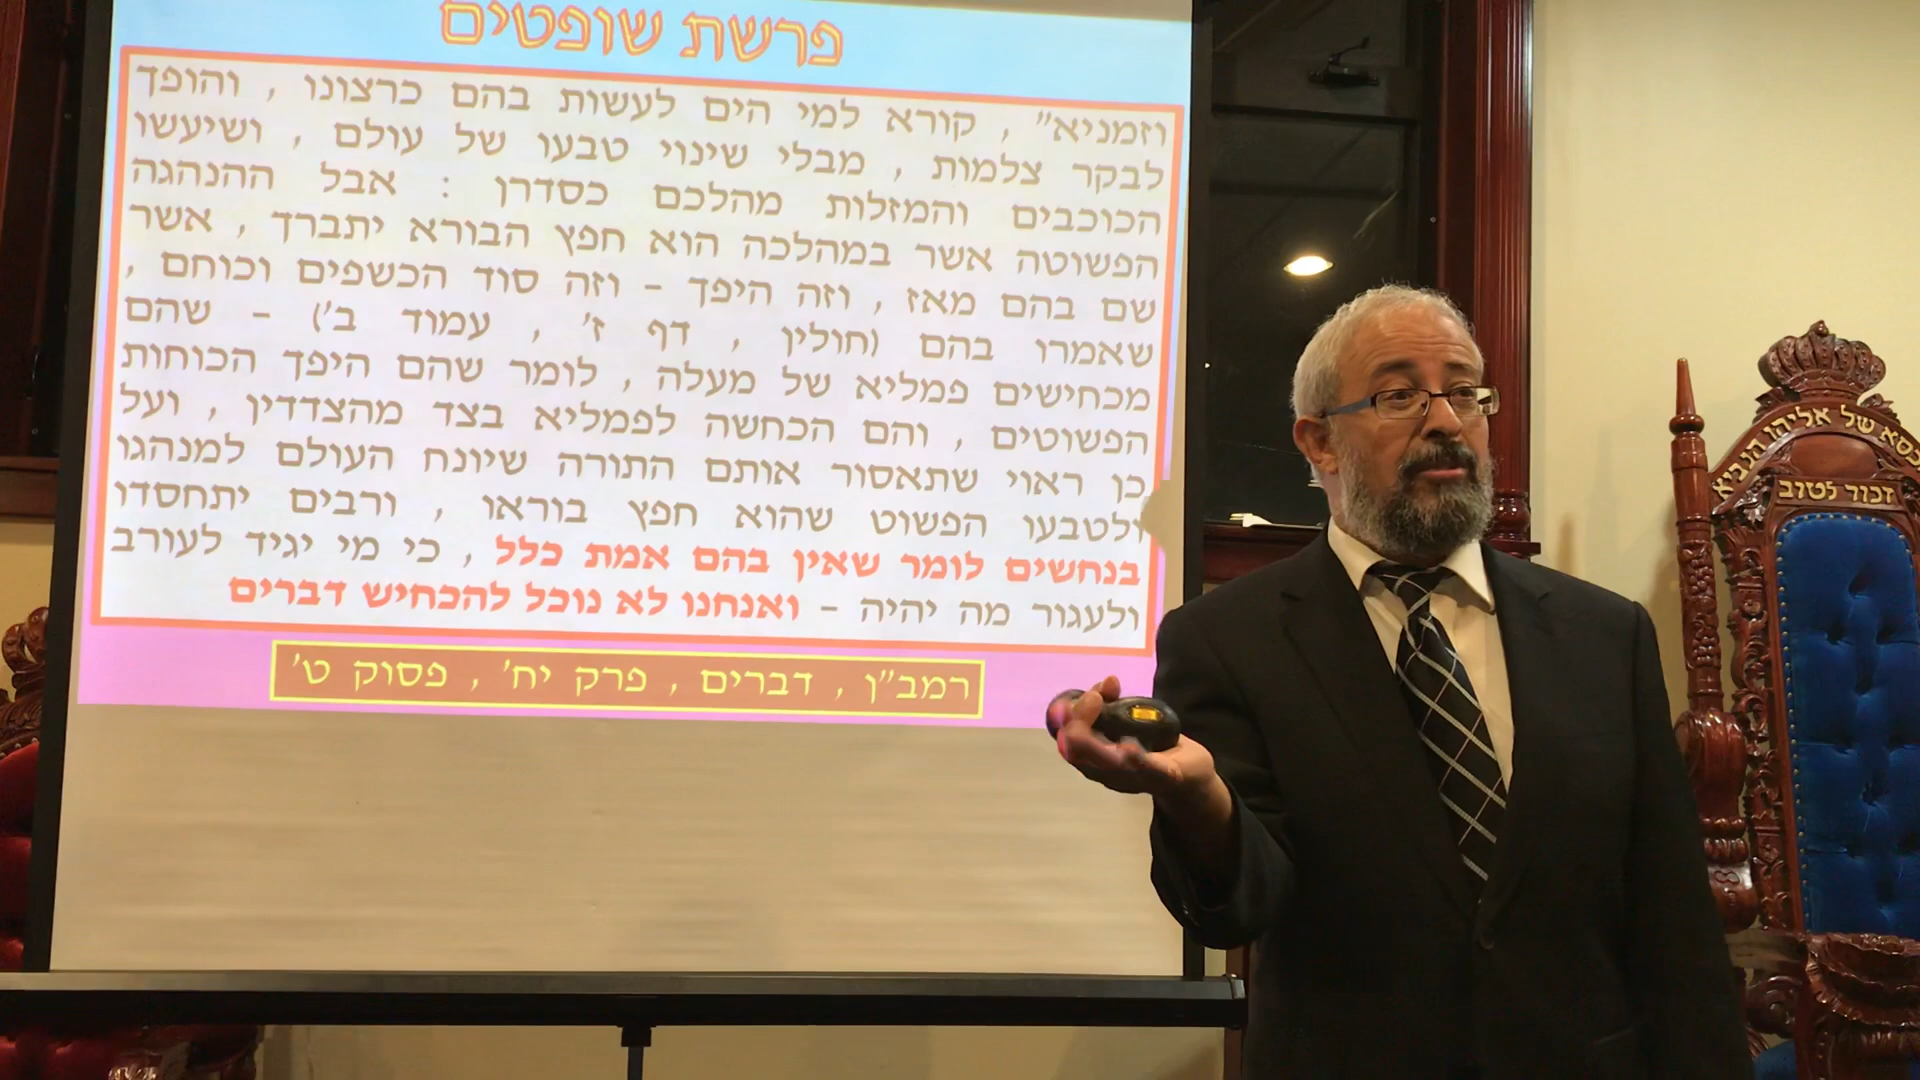 פרשת שופטים
וזמניא" , קורא למי הים לעשות בהם כרצונו , והופך
לבקר צלמות , מבלי שינוי טבעו של עולם , ושיעשו
הכוכבים והמזלות מהלכם כסדרן : אבל ההנהגה
הפשוטה אשר במהלכה הוא חפץ הבורא יתברך , אשר
שם בהם מאז , וזה היפך - וזה סוד הכשפים וכוחם ,
שאמרו בהם (חולין , דף ז' , עמוד ב') - שהם
מכחישים פמליא של מעלה , לומר שהם היפך הכוחות
הפשוטים , והם הכחשה לפמליא בצד מהצדדין , ועל
כן ראוי שתאסור אותם התורה שיונח העולם למנהגו
ולטבעו הפשוט שהוא חפץ בוראו , ורבים יתחסדו
בנחשים לומר שאין בהם אמת כלל , כי מי יגיד לעורב
ולעגור מה יהיה - ואנחנו לא נוכל להכחיש דברים
רמב"ן , דברים , פרק יח' , פסוק ט'
כסא של אליהו הנביא
זכור לטוב